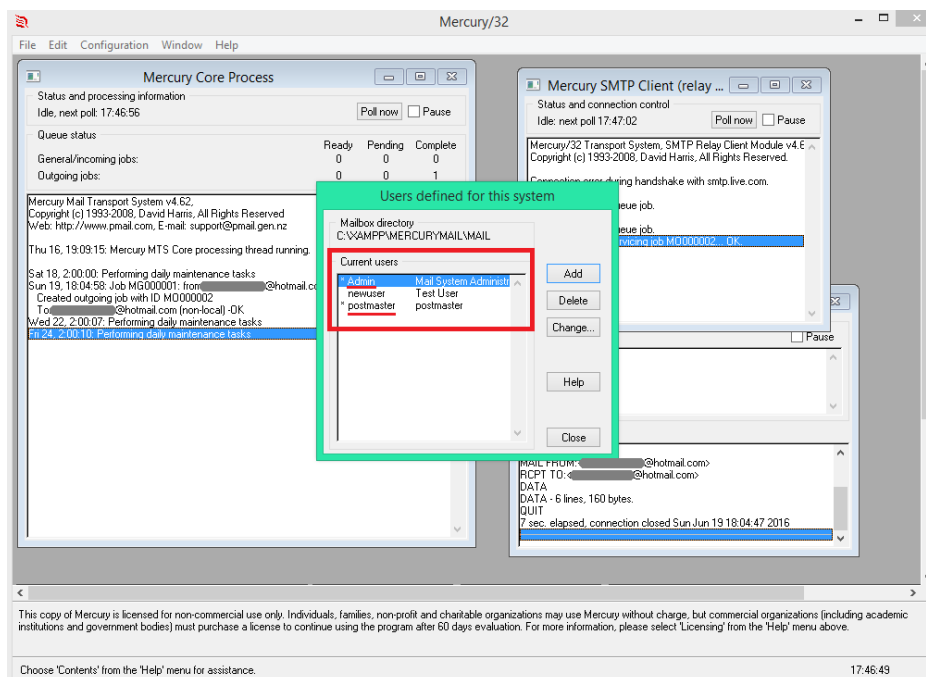 Mercury/32
File Edit Configuration Window Help
Mercury Core Process
Status and processing information
Idle, next poll: 17:46:56
Poll now
Pause
Queue status
Ready Pending Complete
General/incoming jobs: 0 0 0
Outgoing jobs: 0 0 1
Mercury Mail Transport System v4.62,
Copyright (c) 1993-2008, David Harris, All Rights Reserved
Web: http://www.pmail.com, E-mail: support@pmail.gen.nz
Thu 16, 19:09:15: Mercury MTS Core processing thread running.
Sat 18, 2:00:00: Performing daily maintenance tasks
Sun 19, 18:04:58: Job MG000001: from @hotmail.co
Created outgoing job with ID MO000002
To @hotmail.com (non-local) -OK
Wed 22, 2:00:07: Performing daily maintenance tasks
Fri 24, 2:00:10: Performing daily maintenance tasks
Mercury SMTP Client (relay ...
Status and connection control
Idle: next poll 17:47:02
Poll now
Pause
Mercury/32 Transport System, SMTP Relay Client Module v4.6
Copyright (c) 1993-2008, David Harris, All Rights Reserved.
Connection error during handshake with smtp.live.com.
eue job.
eue job.
rvicing job MO000002... OK.
Users defined for this system
Mailbox directory
C:\XAMPP\MERCURYMAIL\MAIL
Current users
* Admin Mail System Administr
newuser Test User
* postmaster postmaster
Add
Delete
Change...
Help
Close
Pause
MAIL FROM:< @hotmail.com>
RCPT TO:< @hotmail.com>
DATA
DATA - 6 lines, 160 bytes.
QUIT
7 sec. elapsed, connection closed Sun Jun 19 18:04:47 2016
This copy of Mercury is licensed for non-commercial use only. Individuals, families, non-profit and charitable organizations may use Mercury without charge, but commercial organizations (including academic
institutions and government bodies) must purchase a license to continue using the program after 60 days evaluation. For more information, please select 'Licensing' from the 'Help' menu above.
Choose 'Contents' from the 'Help' menu for assistance.
17:46:49